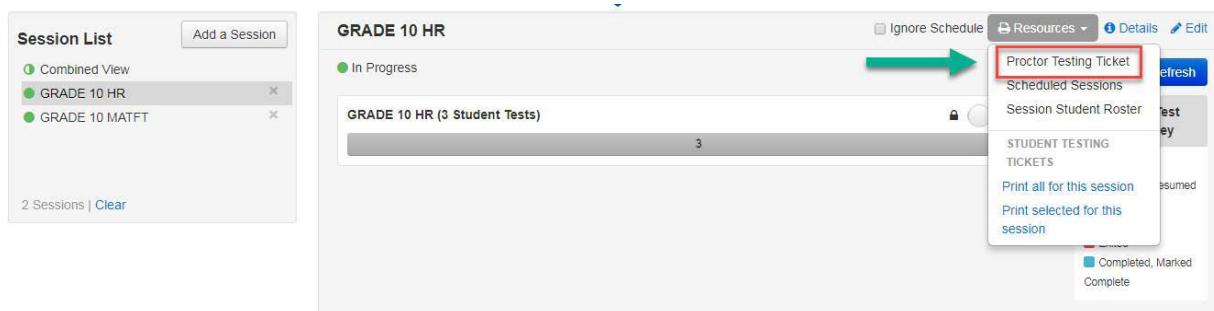 Session List
Add a Session
Combined View
GRADE 10 HR
GRADE 10 MATFT
2 Sessions | Clear
GRADE 10 HR
Ignore Schedule
Resources
Details
Edit
In Progress
GRADE 10 HR (3 Student Tests)
3
Proctor Testing Ticket
Scheduled Sessions
Session Student Roster
STUDENT TESTING
TICKETS
Print all for this session
Print selected for this
session
efresh
est
ey
esumed
Completed, Marked
Complete